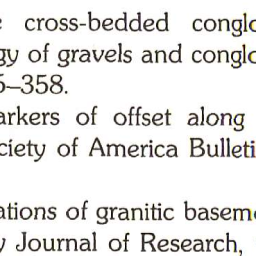 cross-bedded conglo
gy of gravels and conglo
5–358.
arkers of offset along
ciety of America Bulleti
ations of granitic baseme
y Journal of Research,